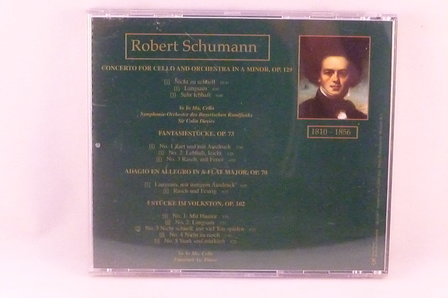 Robert Schumann
CONCERTO FOR CELLO AND ORCHESTRA IN A MINOR, OP. 129
Nicht zu schnell
Langsam
Sehr lebhaft
Yo Yo Ma, Cello
Symphonie-Orchester des Bayerischen Rundfunks
Sir Colin Davies
FANTASIESTÜCKE, OP. 73
No. 1 Zart und mit Ausdruck
No. 2. Lebhaft, leicht
No. 3 Rasch, mit Feuer
ADAGIO EN ALLEGRO IN A-FLAT MAJOR, OP. 70
Langsam, mit innigem Ausdruck
Rasch und Feurig
5 STÜCKE IM VOLKSTON, OP. 102
No. 1. Mit Humor
No. 2. Langsam
No. 3 Nicht schnell, mit viel Ton spielen
No. 4 Nicht zu rasch
No. 5 Stark und markiert
Yo Yo Ma, Cello
Emanuel Ax, Piano
1810 - 1856